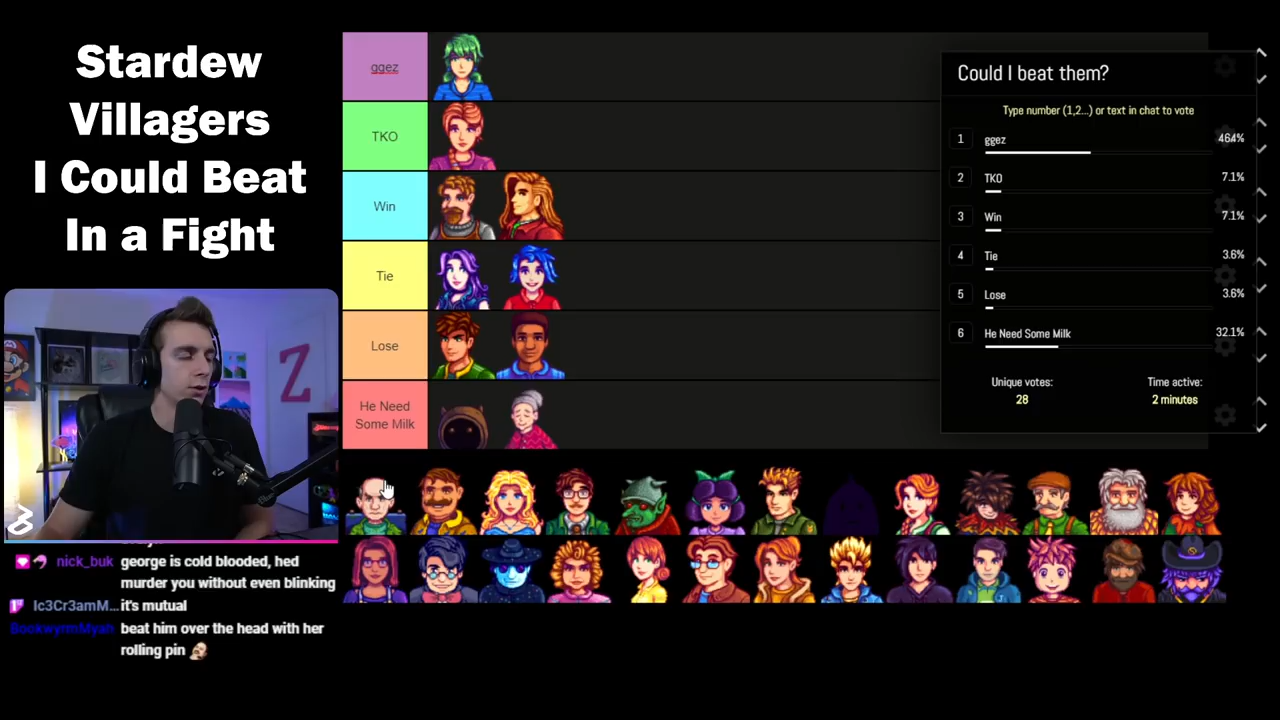 Stardew
Villagers
I Could Beat
In a Fight
ggez
TKO
Win
Tie
Lose
He Need
Some Milk
Could I beat them?
Type number (1,2...) or text in chat to vote
1 ggez 46.4%
2 TKO 7.1%
3 Win 7.1%
4 Tie 3.6%
5 Lose 3.6%
6 He Need Some Milk 32.1%
Unique votes: Time active:
28 2 minutes
Z
nick_buk george is cold blooded, hed
murder you without even blinking
Ic3Cr3amM... it's mutual
BookwyrmMyah beat him over the head with her
rolling pin